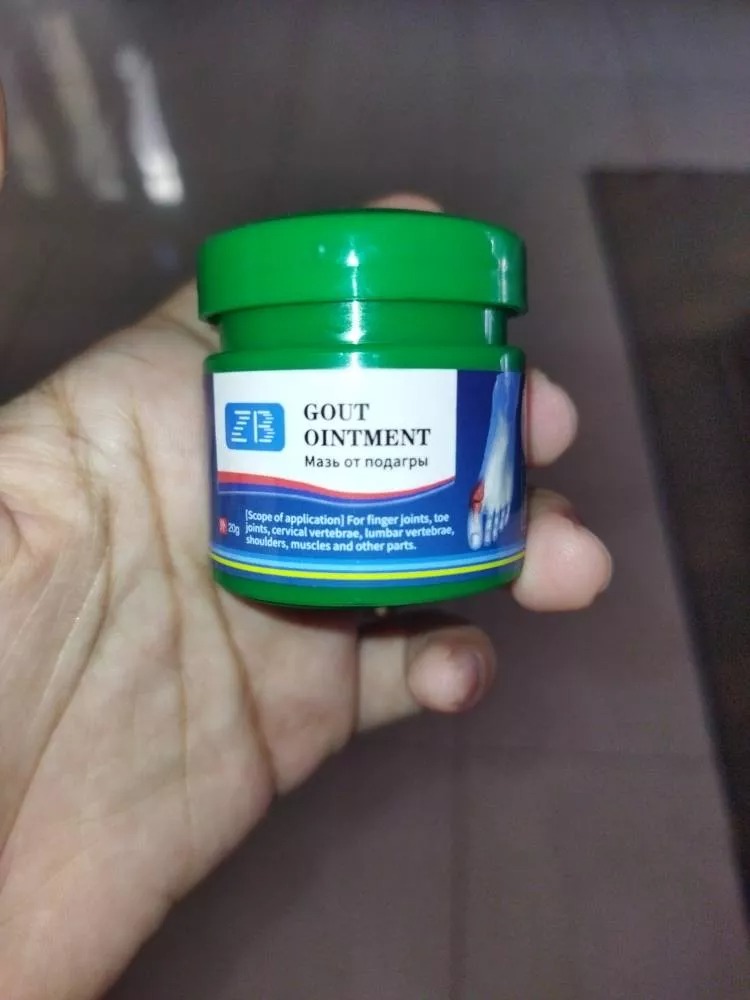 ZB
GOUT
OINTMENT
Мазь от подагры
20g
[Scope of application] For finger joints, toe
joints, cervical vertebrae, lumbar vertebrae,
shoulders, muscles and other parts.